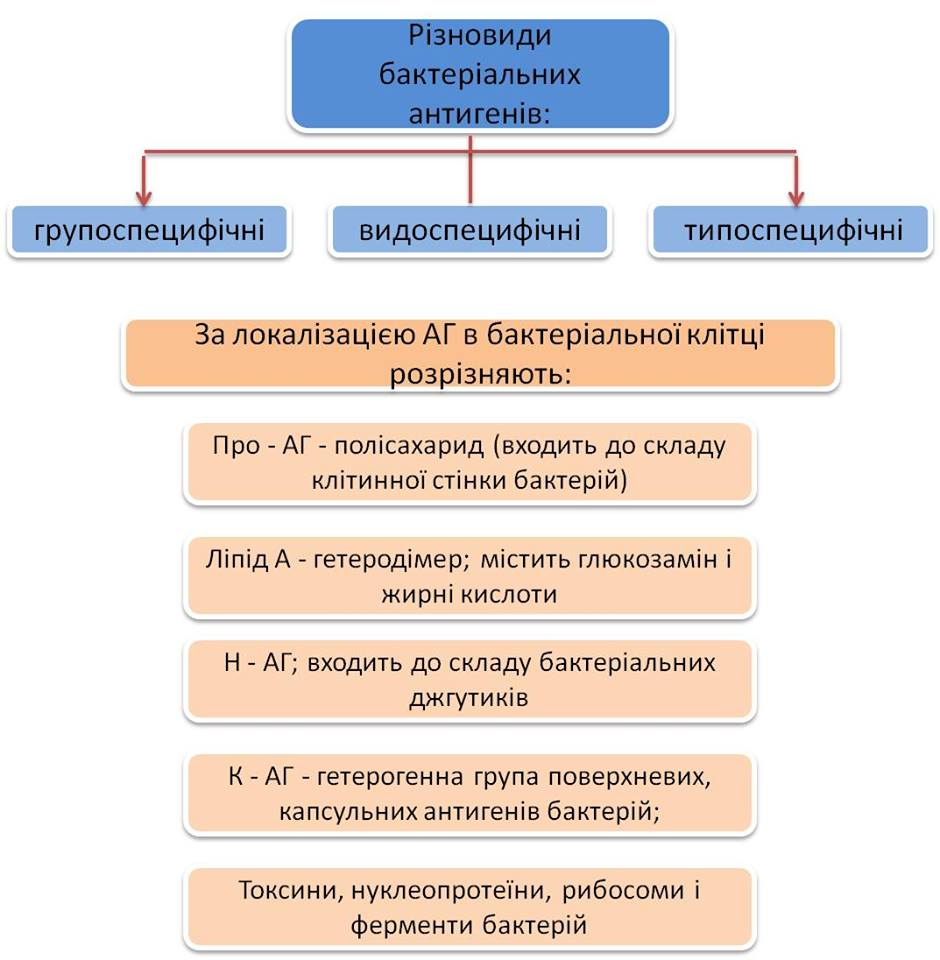 Різновиди
бактеріальних
антигенів:
групоспецифічні
видоспецифічні
типоспецифічні
За локалізацією АГ в бактеріальної клітці
розрізняють:
Про - АГ - полісахарид (входить до складу
клітинної стінки бактерій)
Ліпід А - гетеродімер; містить глюкозамін і
жирні кислоти
Н - АГ; входить до складу бактеріальних
джгутиків
К - АГ - гетерогенна група поверхневих,
капсульних антигенів бактерій;
Токсини, нуклеопротеїни, рибосоми і
ферменти бактерій